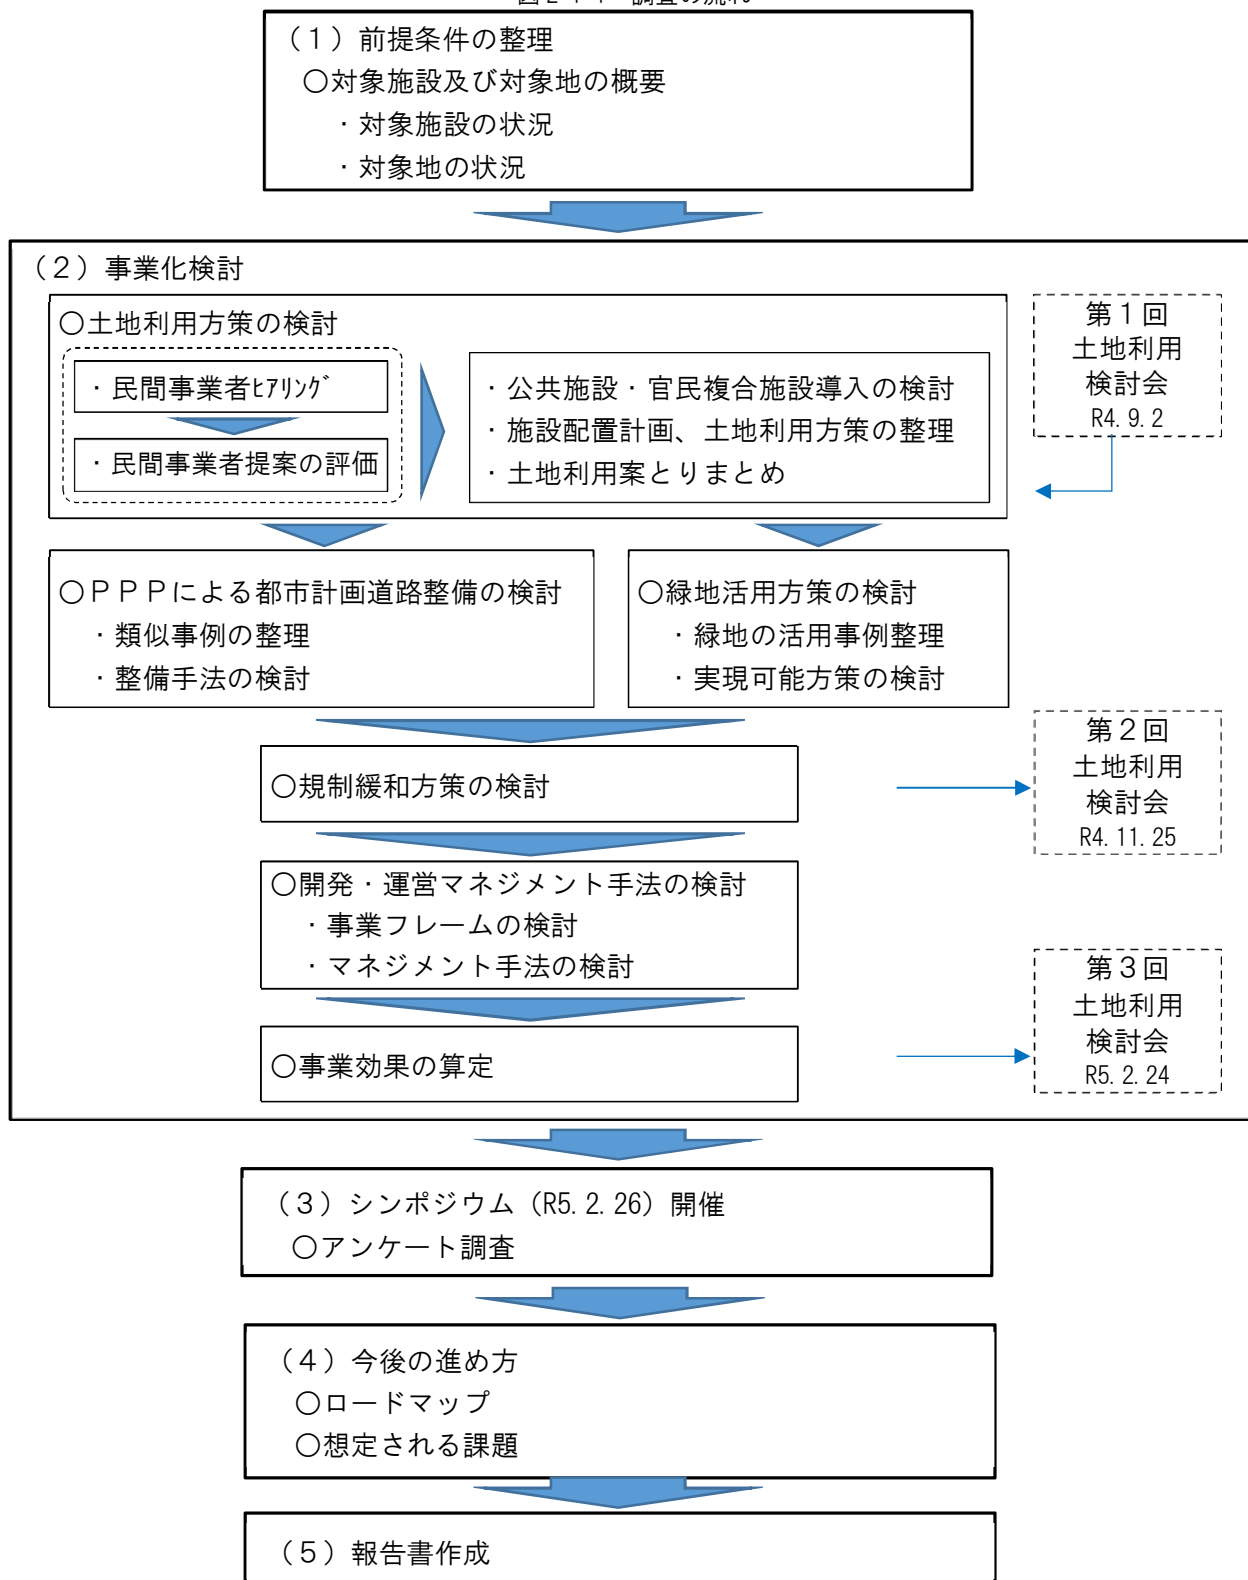 （１）前提条件の整理
○対象施設及び対象地の概要
・対象施設の状況
・対象地の状況
（２）事業化検討
○土地利用方策の検討
・民間事業者ﾋｱﾘﾝｸﾞ
・民間事業者提案の評価
・公共施設・官民複合施設導入の検討
・施設配置計画、土地利用方策の整理
・土地利用案とりまとめ
第１回
土地利用
検討会
R4.9.2
○ＰＰＰによる都市計画道路整備の検討
・類似事例の整理
・整備手法の検討
○緑地活用方策の検討
・緑地の活用事例整理
・実現可能方策の検討
○規制緩和方策の検討
第２回
土地利用
検討会
R4.11.25
○開発・運営マネジメント手法の検討
・事業フレームの検討
・マネジメント手法の検討
○事業効果の算定
第３回
土地利用
検討会
R5.2.24
（３）シンポジウム（R5.2.26）開催
○アンケート調査
（４）今後の進め方
○ロードマップ
○想定される課題
（５）報告書作成